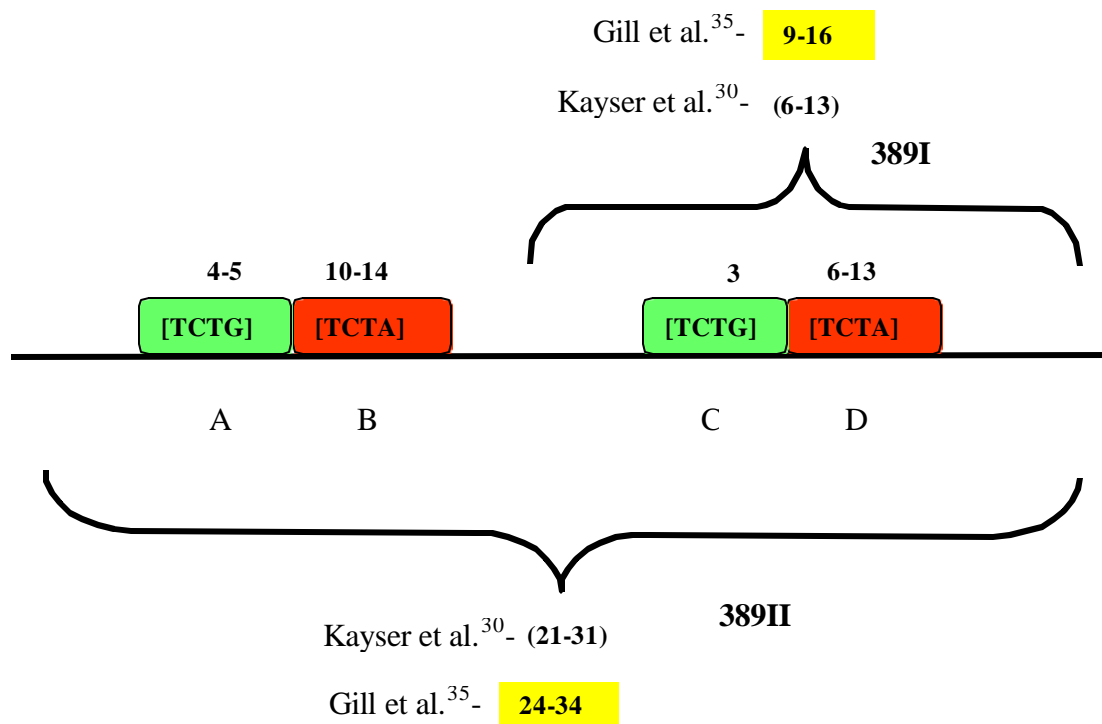 Gill et al.35- 9-16
Kayser et al.30- (6-13)
389I
4-5 10-14 3 6-13
[TCTG] [TCTA] [TCTG] [TCTA]
A B C D
389II
Kayser et al.30- (21-31)
Gill et al.35- 24-34